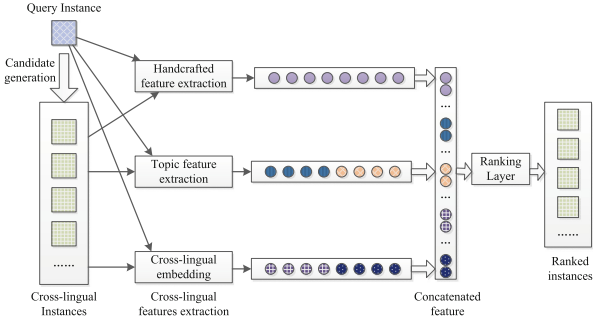 Query Instance
Candidate
generation
Handcrafted
feature extraction
Topic feature
extraction
Cross-lingual
embedding
...
...
...
...
Ranking
Layer
......
......
Cross-lingual
Instances
Cross-lingual
features extraction
Concatenated
feature
Ranked
instances